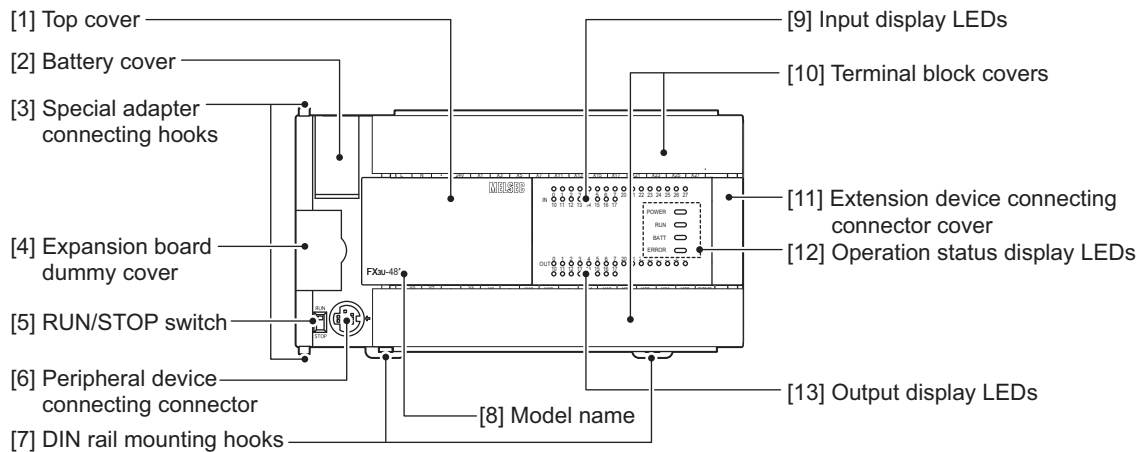 [1] Top cover
[2] Battery cover
[3] Special adapter
connecting hooks
[4] Expansion board
dummy cover
[5] RUN/STOP switch
[6] Peripheral device
connecting connector
[7] DIN rail mounting hooks
[8] Model name
[9] Input display LEDs
[10] Terminal block covers
[11] Extension device connecting
connector cover
[12] Operation status display LEDs
[13] Output display LEDs
MELSEC
IN
POWER
RUN
BATT
ERROR
OUT
FX3U-48
RUN
STOP